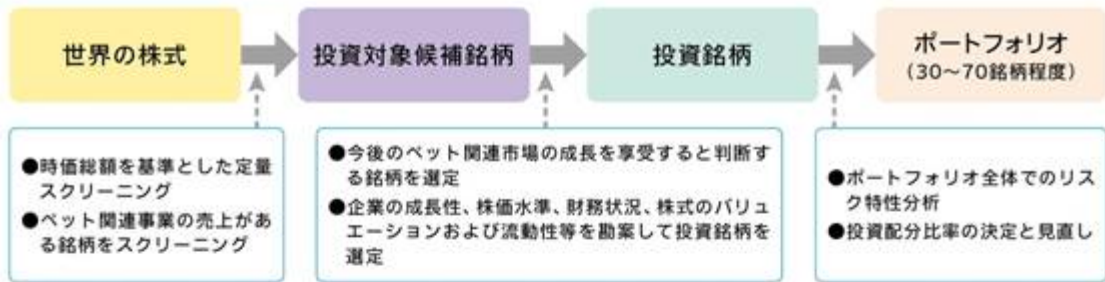 世界の株式
投資対象候補銘柄
投資銘柄
ポートフォリオ
（30～70銘柄程度）
●時価総額を基準とした定量
スクリーニング
●ペット関連事業の売上があ
る銘柄をスクリーニング
●今後のペット関連市場の成長を享受すると判断す
る銘柄を選定
●企業の成長性、株価水準、財務状況、株式のバリュ
エーションおよび流動性等を勘案して投資銘柄を
選定
●ポートフォリオ全体でのリス
ク特性分析
●投資配分比率の決定と見直し